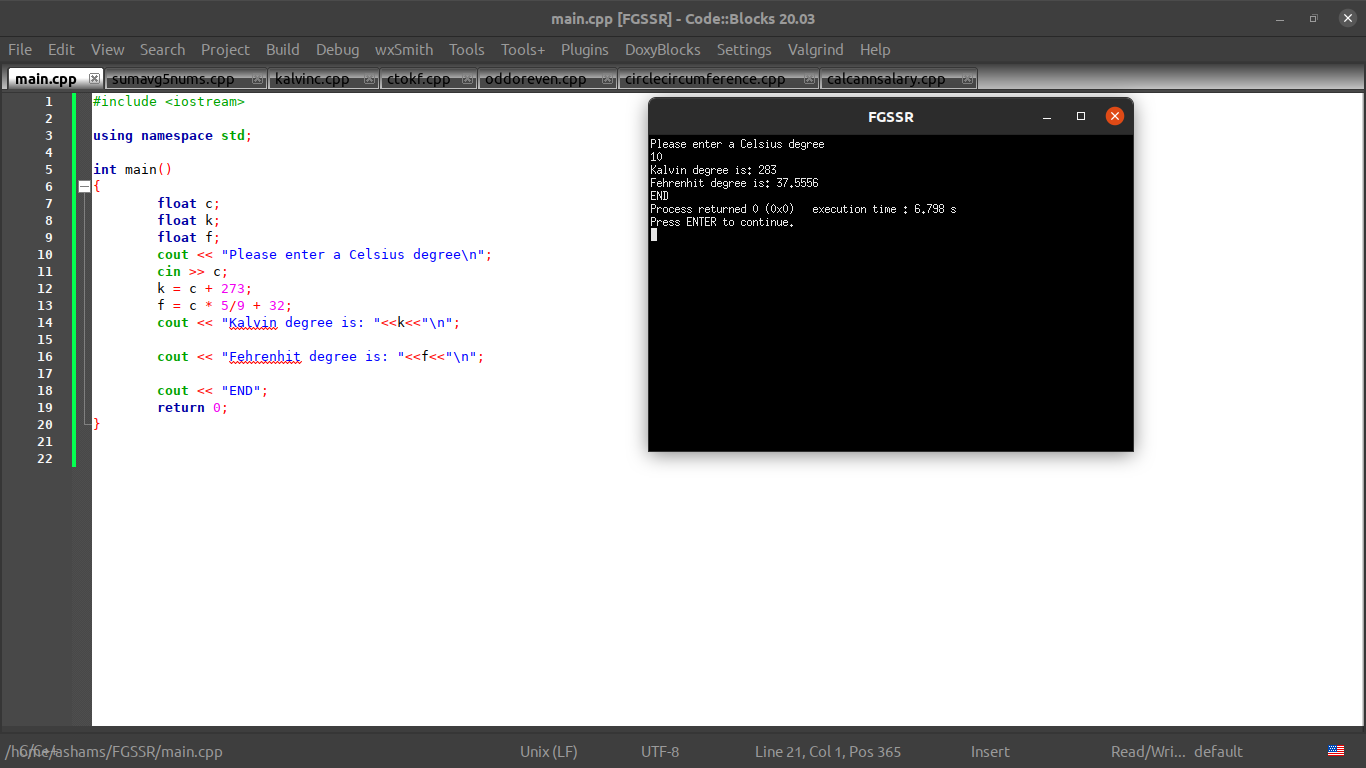 main.cpp [FGSSR] - Code::Blocks 20.03
File Edit View Search Project Build Debug wxSmith Tools Tools+ Plugins DoxyBlocks Settings Valgrind Help
main.cpp sumavg5nums.cpp kalvinc.cpp ctokf.cpp oddoreven.cpp circlecircumference.cpp calcannsalary.cpp
1 #include <iostream>
2
3 using namespace std;
4
5 int main()
6 {
7 float c;
8 float k;
9 float f;
10 cout << "Please enter a Celsius degree\n";
11 cin >> c;
12 k = c + 273;
13 f = c * 5/9 + 32;
14 cout << "Kalvin degree is: "<<k<<"\n";
15
16 cout << "Fehrenhit degree is: "<<f<<"\n";
17
18 cout << "END";
19 return 0;
20 }
21
22
FGSSR
Please enter a Celsius degree
10
Kalvin degree is: 283
Fehrenhit degree is: 37.5556
END
Process returned 0 (0x0) execution time : 6.798 s
Press ENTER to continue.
/home/ashams/FGSSR/main.cpp C/C++ Unix (LF) UTF-8 Line 21, Col 1, Pos 365 Insert Read/Wri... default